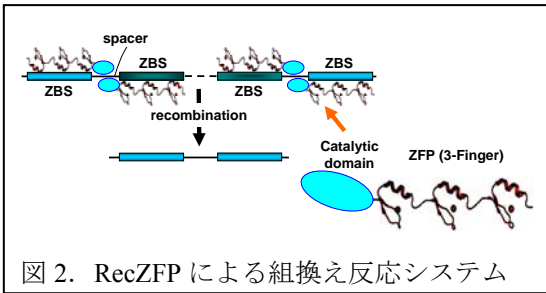 spacer
ZBS
ZBS
ZBS
ZBS
recombination
Catalytic
domain
ZFP (3-Finger)
図 2．RecZFP による組換え反応システム